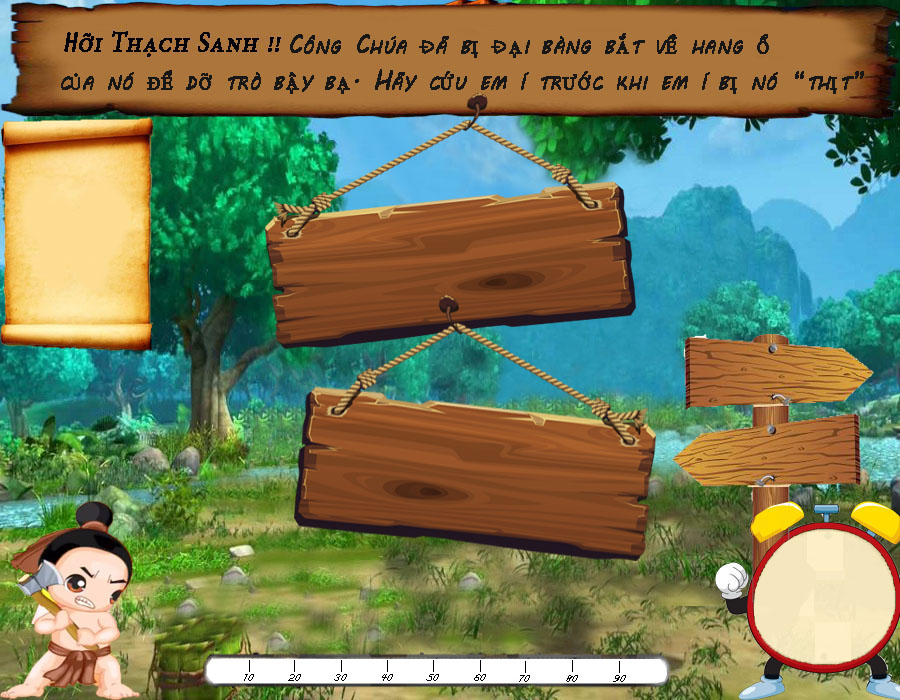 Hỡi Thạch Sanh !! Công Chúa đã bị đại bàng bắt về hang ổ
của nó để dỡ trò bậy bạ. Hãy cứu em í trước khi em í bị nó “thịt”
10 20 30 40 50 60 70 80 90